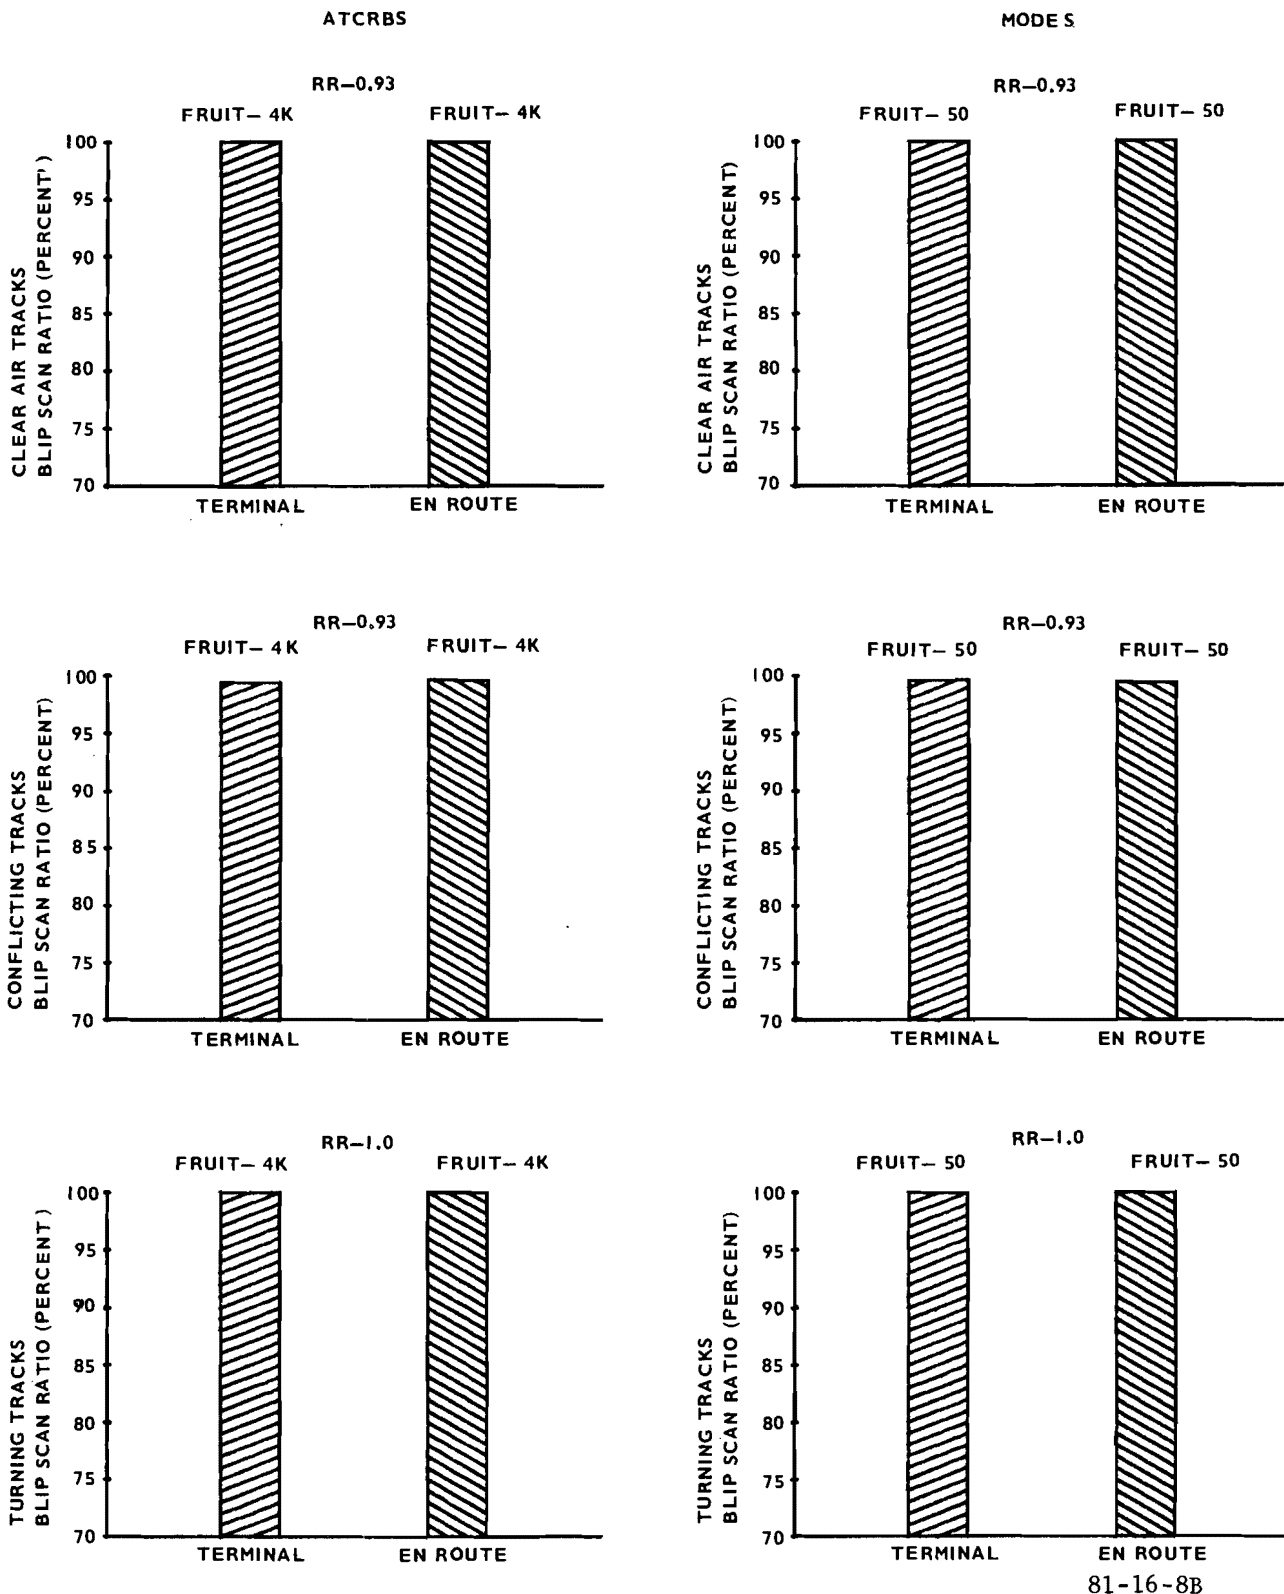 ATCRBS
RR-0.93
FRUIT- 4K FRUIT- 4K
CLEAR AIR TRACKS
BLIP SCAN RATIO (PERCENT)
100
95
90
85
80
75
70
TERMINAL EN ROUTE
MODE S
RR-0.93
FRUIT- 50 FRUIT- 50
CLEAR AIR TRACKS
BLIP SCAN RATIO (PERCENT)
100
95
90
85
80
75
70
TERMINAL EN ROUTE
RR-0.93
FRUIT- 4K FRUIT- 4K
CONFLICTING TRACKS
BLIP SCAN RATIO (PERCENT)
100
95
90
85
80
75
70
TERMINAL EN ROUTE
RR-0.93
FRUIT- 50 FRUIT- 50
CONFLICTING TRACKS
BLIP SCAN RATIO (PERCENT)
100
95
90
85
80
75
70
TERMINAL EN ROUTE
RR-1.0
FRUIT- 4K FRUIT- 4K
TURNING TRACKS
BLIP SCAN RATIO (PERCENT)
100
95
90
85
80
75
70
TERMINAL EN ROUTE
RR-1.0
FRUIT- 50 FRUIT- 50
TURNING TRACKS
BLIP SCAN RATIO (PERCENT)
100
95
90
85
80
75
70
TERMINAL EN ROUTE
81-16-8B